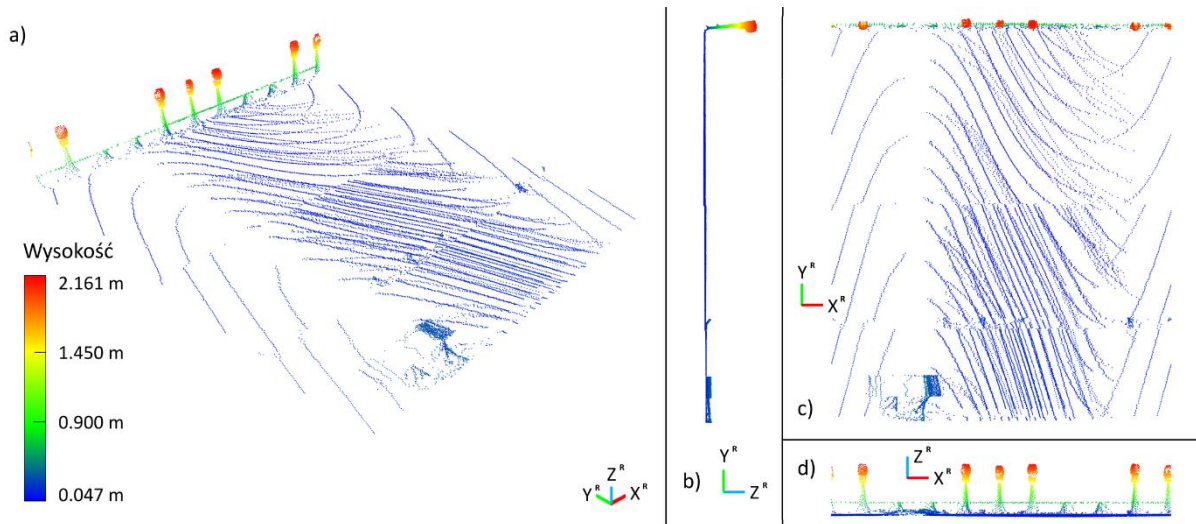 a)
Wysokość
2.161 m
1.450 m
0.900 m
0.047 m
Z R
Y R
X R
b)
Y R
Z R
Y R
X R
c)
d)
Z R
X R